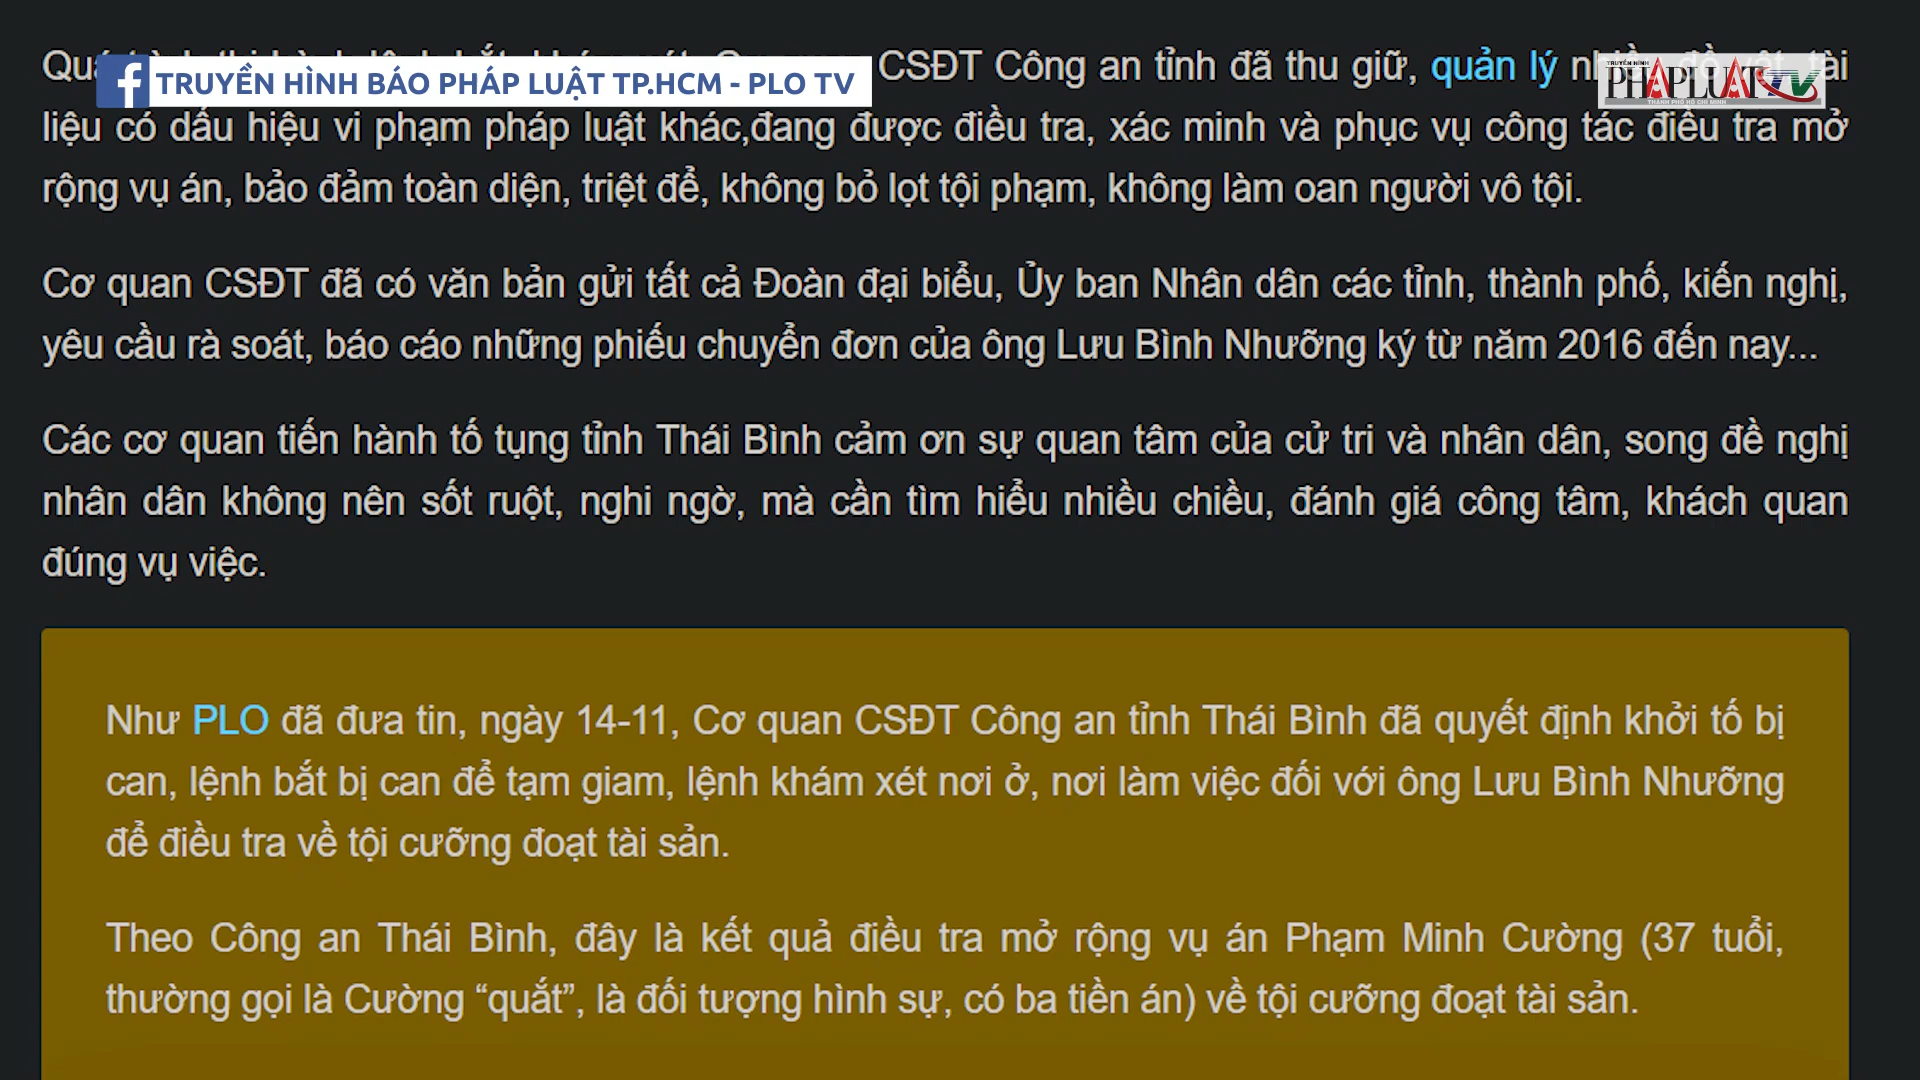 TRUYỀN HÌNH BÁO PHÁP LUẬT TP.HCM - PLO TV
TRUYỀN HÌNH
PHÁP LUẬT TV
THÀNH PHỐ HỒ CHÍ MINH
CSĐT Công an tỉnh đã thu giữ, quản lý tài
liệu có dấu hiệu vi phạm pháp luật khác,đang được điều tra, xác minh và phục vụ công tác điều tra mở
rộng vụ án, bảo đảm toàn diện, triệt để, không bỏ lọt tội phạm, không làm oan người vô tội.
Cơ quan CSĐT đã có văn bản gửi tất cả Đoàn đại biểu, Ủy ban Nhân dân các tỉnh, thành phố, kiến nghị,
yêu cầu rà soát, báo cáo những phiếu chuyển đơn của ông Lưu Bình Nhưỡng ký từ năm 2016 đến nay...
Các cơ quan tiến hành tố tụng tỉnh Thái Bình cảm ơn sự quan tâm của cử tri và nhân dân, song đề nghị
nhân dân không nên sốt ruột, nghi ngờ, mà cần tìm hiểu nhiều chiều, đánh giá công tâm, khách quan
đúng vụ việc.
Như PLO đã đưa tin, ngày 14-11, Cơ quan CSĐT Công an tỉnh Thái Bình đã quyết định khởi tố bị
can, lệnh bắt bị can để tạm giam, lệnh khám xét nơi ở, nơi làm việc đối với ông Lưu Bình Nhưỡng
để điều tra về tội cưỡng đoạt tài sản.
Theo Công an Thái Bình, đây là kết quả điều tra mở rộng vụ án Phạm Minh Cường (37 tuổi,
thường gọi là Cường “quắt”, là đối tượng hình sự, có ba tiền án) về tội cưỡng đoạt tài sản.